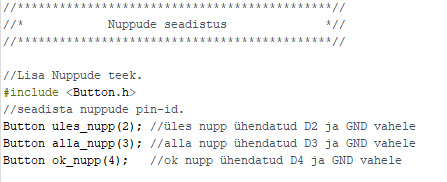 //*******************************************//
//*            Nuppude seadistus            *//
//*******************************************//
//Lisa Nuppude teek.
#include <Button.h>
//seadista nuppude pin-id.
Button ules_nupp(2); //üles nupp ühendatud D2 ja GND vahele
Button alla_nupp(3); //alla nupp ühendatud D3 ja GND vahele
Button ok_nupp(4);   //ok nupp ühendatud D4 ja GND vahele